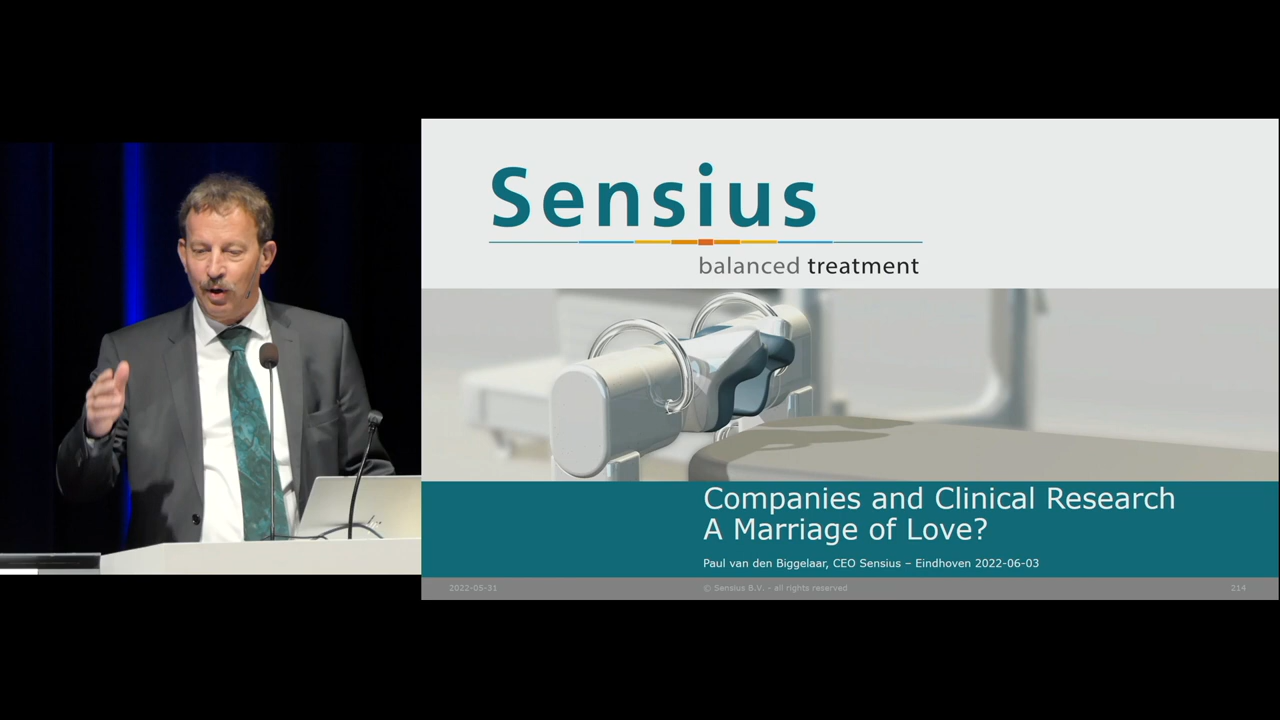 Sensius
balanced treatment
Companies and Clinical Research
A Marriage of Love?
Paul van den Biggelaar, CEO Sensius – Eindhoven 2022-06-03
2022-05-31
© Sensius B.V. – all rights reserved
214